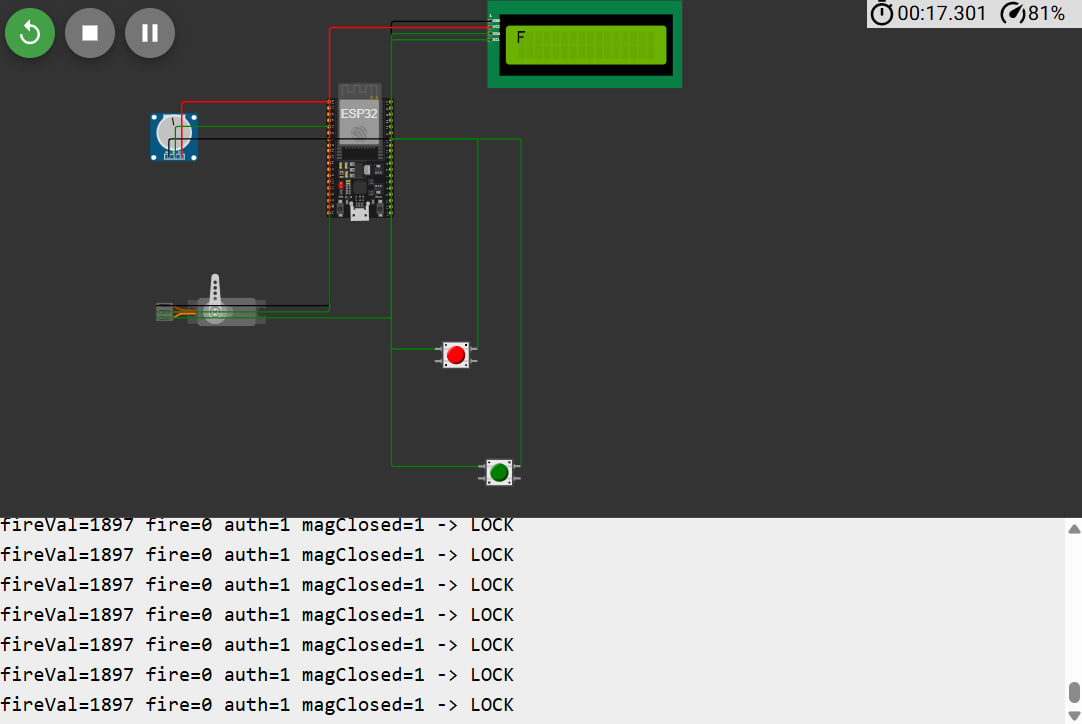 00:17.301 81%
F
ESP32
fireVal=1897 fire=0 auth=1 magClosed=1 -> LOCK
fireVal=1897 fire=0 auth=1 magClosed=1 -> LOCK
fireVal=1897 fire=0 auth=1 magClosed=1 -> LOCK
fireVal=1897 fire=0 auth=1 magClosed=1 -> LOCK
fireVal=1897 fire=0 auth=1 magClosed=1 -> LOCK
fireVal=1897 fire=0 auth=1 magClosed=1 -> LOCK
fireVal=1897 fire=0 auth=1 magClosed=1 -> LOCK